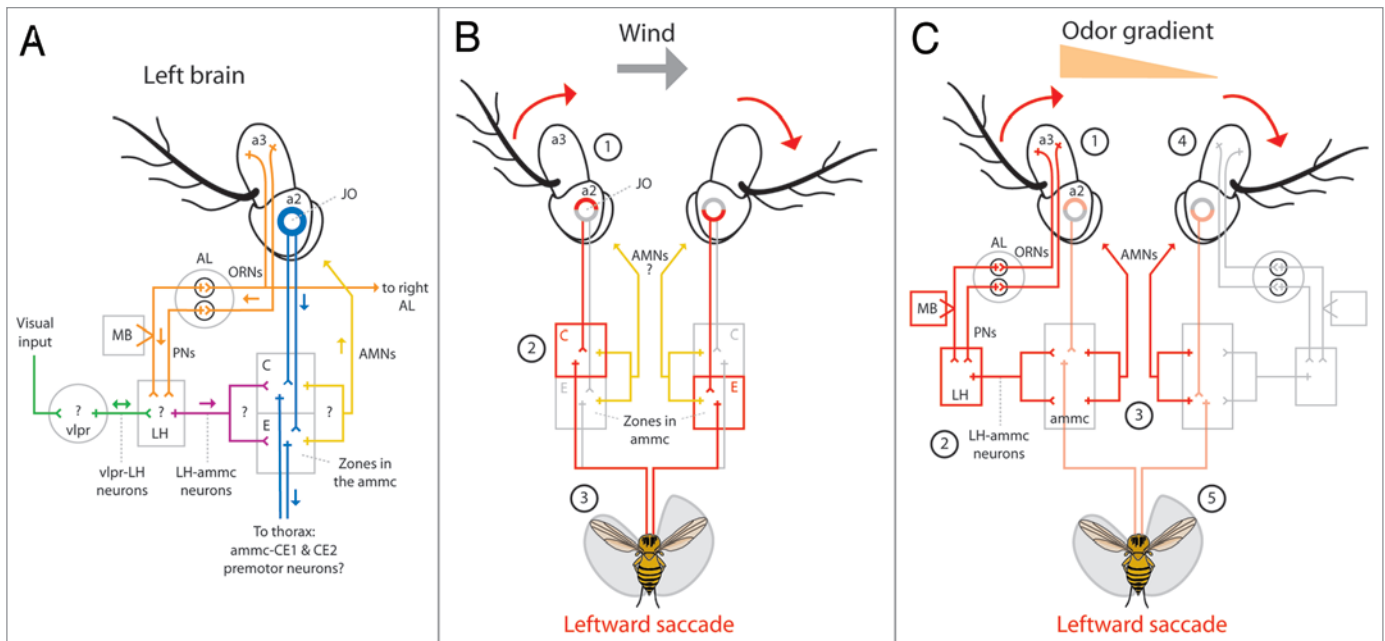 A
Left brain
a3
a2
JO
AL
ORNs
to right
AL
Visual
input
MB
PNs
AMNs
C
?
vlpr
?
LH
?
?
E
vlpr-LH
neurons
LH-ammc
neurons
Zones in
the ammc
To thorax:
ammc-CE1 & CE2
premotor neurons?
B
Wind
a3
1
a2
JO
AMNs
?
2
C
C
E
E
Zones in
ammc
3
Leftward saccade
C
Odor gradient
a3
1
4
a2
AL
ORNs
AMNs
MB
PNs
LH
ammc
3
2
LH-ammc
neurons
5
Leftward saccade